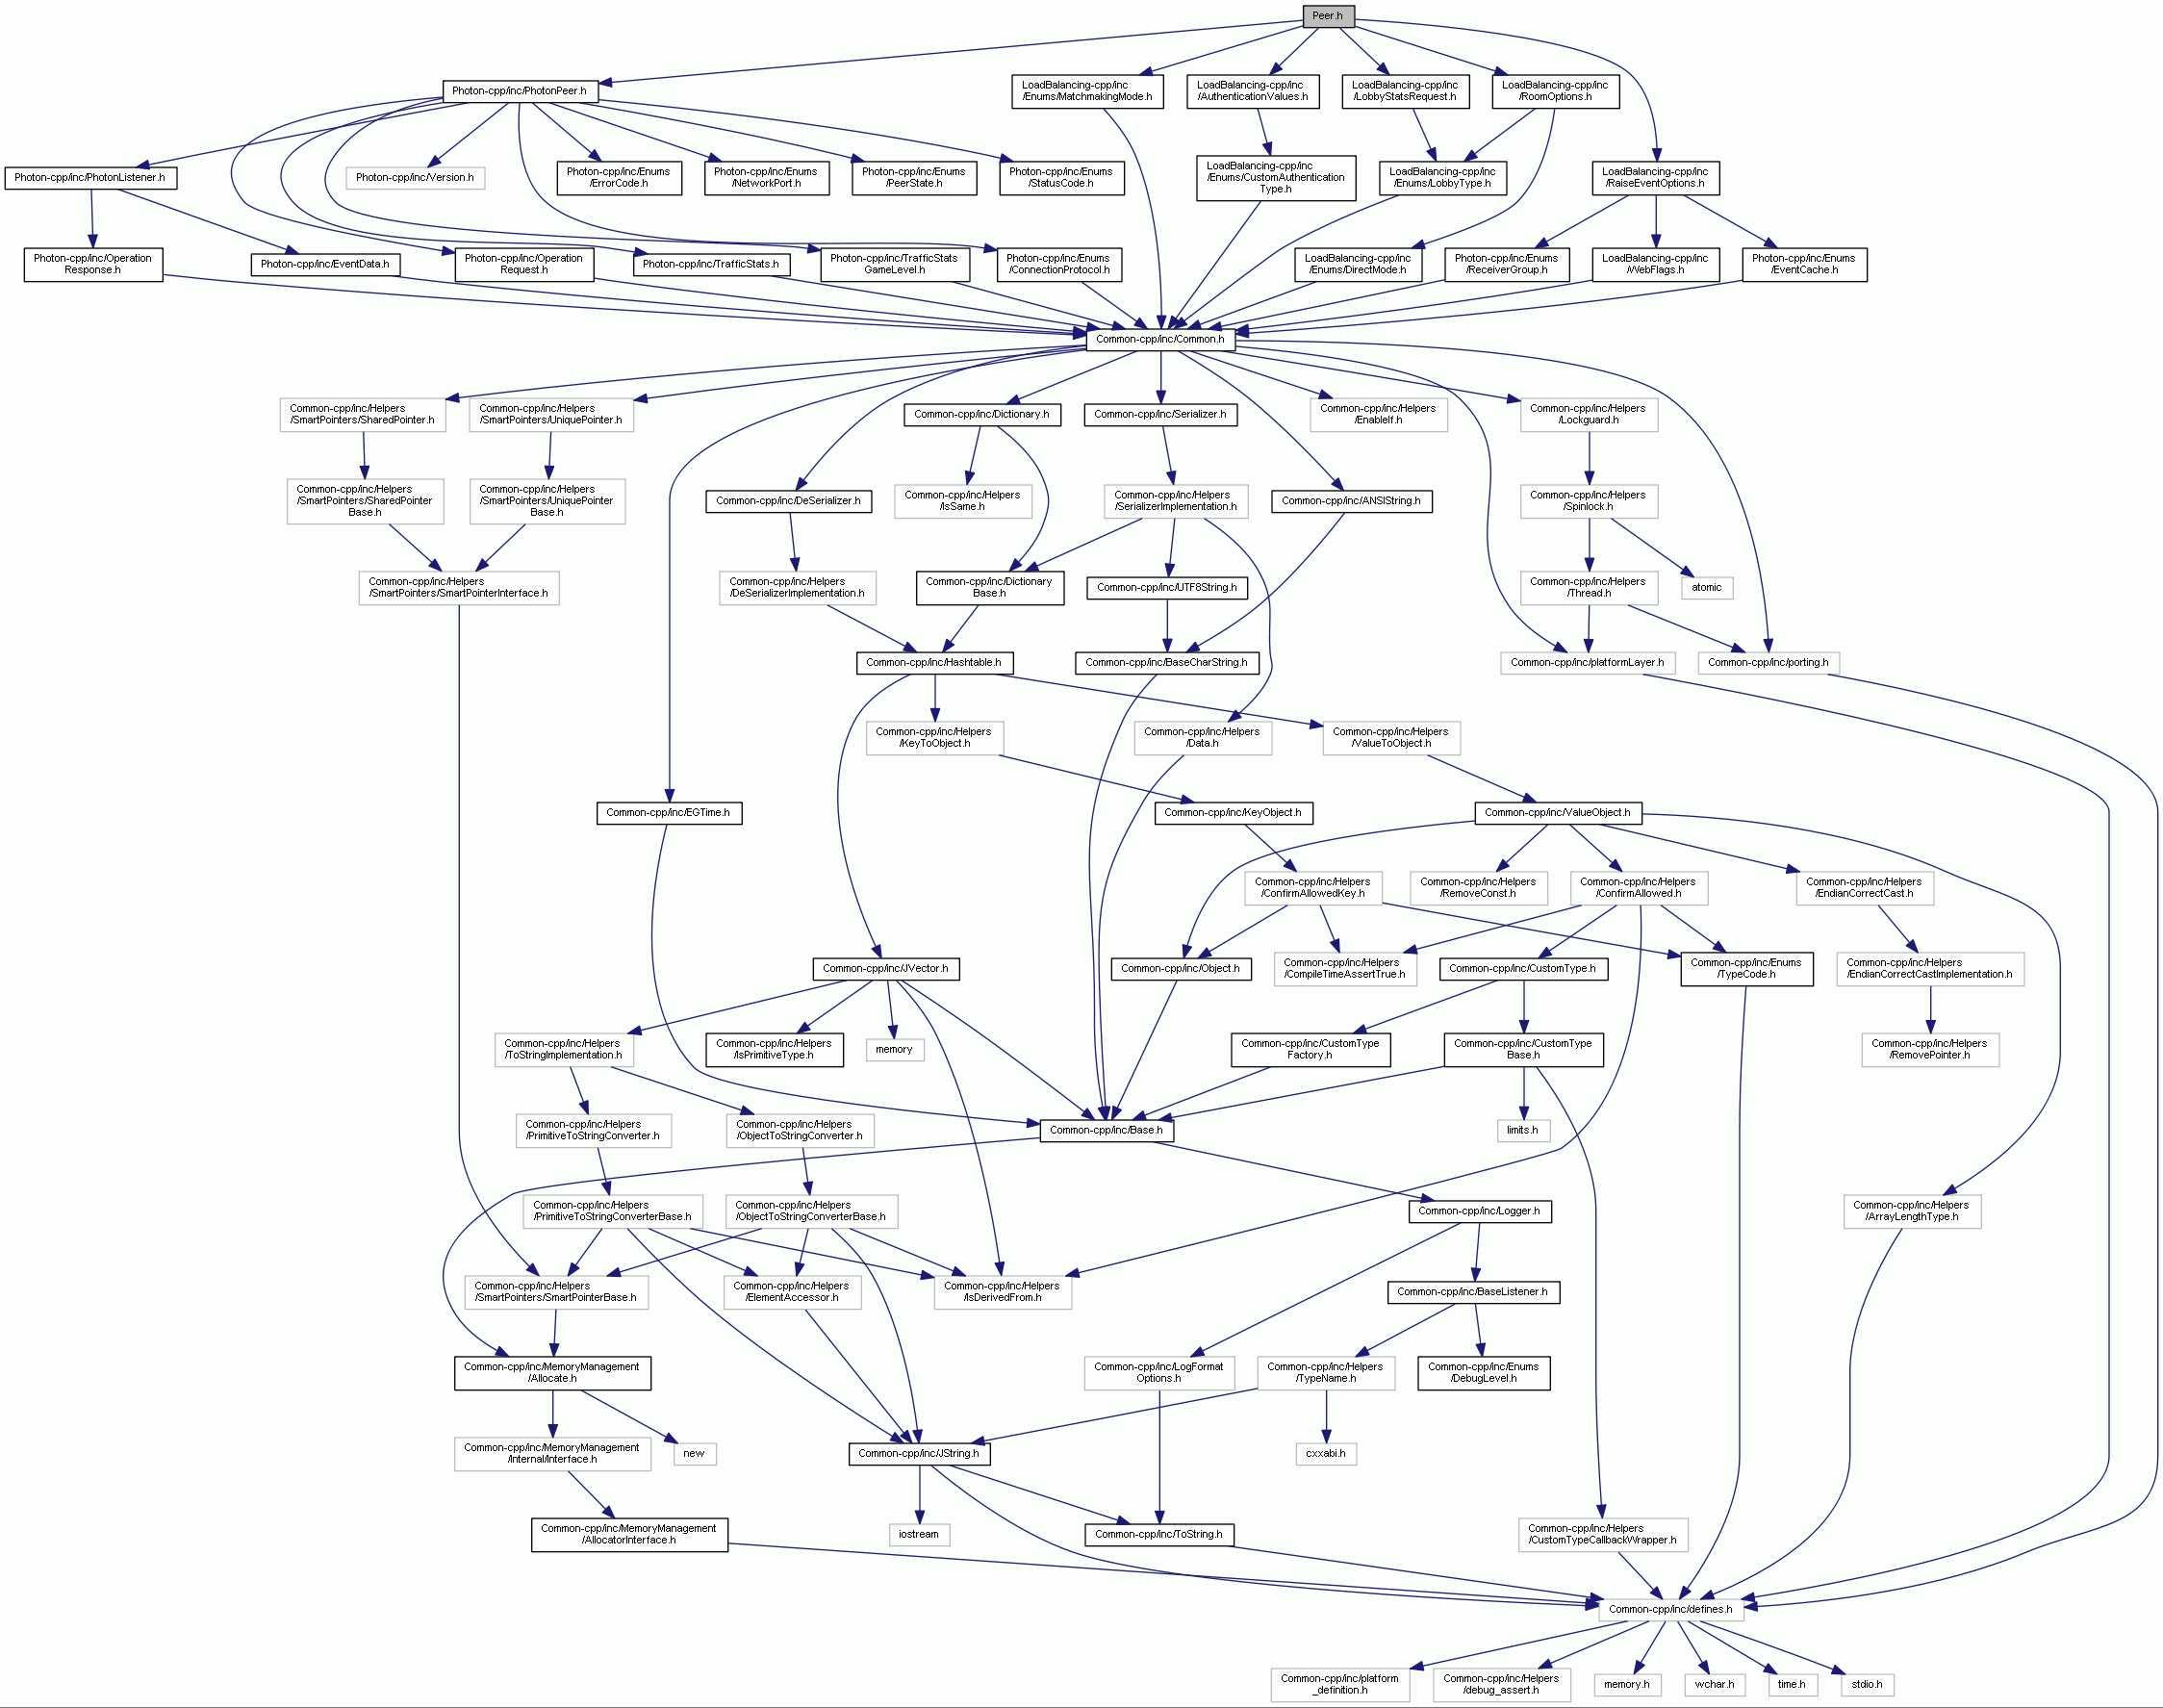 Peer.h
Photon-cpp/inc/PhotonPeer.h
LoadBalancing-cpp/inc
/Enums/MatchmakingMode.h
LoadBalancing-cpp/inc
/AuthenticationValues.h
LoadBalancing-cpp/inc
/LobbyStatsRequest.h
LoadBalancing-cpp/inc
/RoomOptions.h
Photon-cpp/inc/PhotonListener.h
Photon-cpp/inc/Version.h
Photon-cpp/inc/Enums
/ErrorCode.h
Photon-cpp/inc/Enums
/NetworkPort.h
Photon-cpp/inc/Enums
/PeerState.h
Photon-cpp/inc/Enums
/StatusCode.h
LoadBalancing-cpp/inc
/Enums/CustomAuthentication
Type.h
LoadBalancing-cpp/inc
/Enums/LobbyType.h
LoadBalancing-cpp/inc
/RaiseEventOptions.h
Photon-cpp/inc/Operation
Response.h
Photon-cpp/inc/EventData.h
Photon-cpp/inc/Operation
Request.h
Photon-cpp/inc/TrafficStats.h
Photon-cpp/inc/TrafficStats
GameLevel.h
Photon-cpp/inc/Enums
/ConnectionProtocol.h
LoadBalancing-cpp/inc
/Enums/DirectMode.h
Photon-cpp/inc/Enums
/ReceiverGroup.h
LoadBalancing-cpp/inc
/WebFlags.h
Photon-cpp/inc/Enums
/EventCache.h
Common-cpp/inc/Common.h
Common-cpp/inc/Helpers
/SmartPointers/SharedPointer.h
Common-cpp/inc/Helpers
/SmartPointers/UniquePointer.h
Common-cpp/inc/Dictionary.h
Common-cpp/inc/Serializer.h
Common-cpp/inc/Helpers
/EnableIf.h
Common-cpp/inc/Helpers
/Lockguard.h
Common-cpp/inc/Helpers
/SmartPointers/SharedPointer
Base.h
Common-cpp/inc/Helpers
/SmartPointers/UniquePointer
Base.h
Common-cpp/inc/DeSerializer.h
Common-cpp/inc/Helpers
/IsSame.h
Common-cpp/inc/Helpers
/SerializerImplementation.h
Common-cpp/inc/ANSIString.h
Common-cpp/inc/Helpers
/Spinlock.h
Common-cpp/inc/Helpers
/SmartPointers/SmartPointerInterface.h
Common-cpp/inc/Helpers
/DeSerializerImplementation.h
Common-cpp/inc/Dictionary
Base.h
Common-cpp/inc/UTF8String.h
Common-cpp/inc/Helpers
/Thread.h
atomic
Common-cpp/inc/Hashtable.h
Common-cpp/inc/BaseCharString.h
Common-cpp/inc/platformLayer.h
Common-cpp/inc/porting.h
Common-cpp/inc/Helpers
/KeyToObject.h
Common-cpp/inc/Helpers
/Data.h
Common-cpp/inc/Helpers
/ValueToObject.h
Common-cpp/inc/EGTime.h
Common-cpp/inc/KeyObject.h
Common-cpp/inc/ValueObject.h
Common-cpp/inc/Helpers
/ConfirmAllowedKey.h
Common-cpp/inc/Helpers
/RemoveConst.h
Common-cpp/inc/Helpers
/ConfirmAllowed.h
Common-cpp/inc/Helpers
/EndianCorrectCast.h
Common-cpp/inc/JVector.h
Common-cpp/inc/Object.h
Common-cpp/inc/Helpers
/CompileTimeAssertTrue.h
Common-cpp/inc/CustomType.h
Common-cpp/inc/Enums
/TypeCode.h
Common-cpp/inc/Helpers
/EndianCorrectCastImplementation.h
Common-cpp/inc/Helpers
/ToStringImplementation.h
Common-cpp/inc/Helpers
/IsPrimitiveType.h
memory
Common-cpp/inc/CustomType
Factory.h
Common-cpp/inc/CustomType
Base.h
Common-cpp/inc/Helpers
/RemovePointer.h
Common-cpp/inc/Helpers
/PrimitiveToStringConverter.h
Common-cpp/inc/Helpers
/ObjectToStringConverter.h
Common-cpp/inc/Base.h
limits.h
Common-cpp/inc/Helpers
/PrimitiveToStringConverterBase.h
Common-cpp/inc/Helpers
/ObjectToStringConverterBase.h
Common-cpp/inc/Logger.h
Common-cpp/inc/Helpers
/ArrayLengthType.h
Common-cpp/inc/Helpers
/SmartPointers/SmartPointerBase.h
Common-cpp/inc/Helpers
/ElementAccessor.h
Common-cpp/inc/Helpers
/IsDerivedFrom.h
Common-cpp/inc/BaseListener.h
Common-cpp/inc/MemoryManagement
/Allocate.h
Common-cpp/inc/LogFormat
Options.h
Common-cpp/inc/Helpers
/TypeName.h
Common-cpp/inc/Enums
/DebugLevel.h
Common-cpp/inc/MemoryManagement
/Internal/Interface.h
new
Common-cpp/inc/JString.h
cxxabi.h
Common-cpp/inc/MemoryManagement
/AllocatorInterface.h
iostream
Common-cpp/inc/ToString.h
Common-cpp/inc/Helpers
/CustomTypeCallbackWrapper.h
Common-cpp/inc/defines.h
Common-cpp/inc/platform
_definition.h
Common-cpp/inc/Helpers
/debug_assert.h
memory.h
wchar.h
time.h
stdio.h